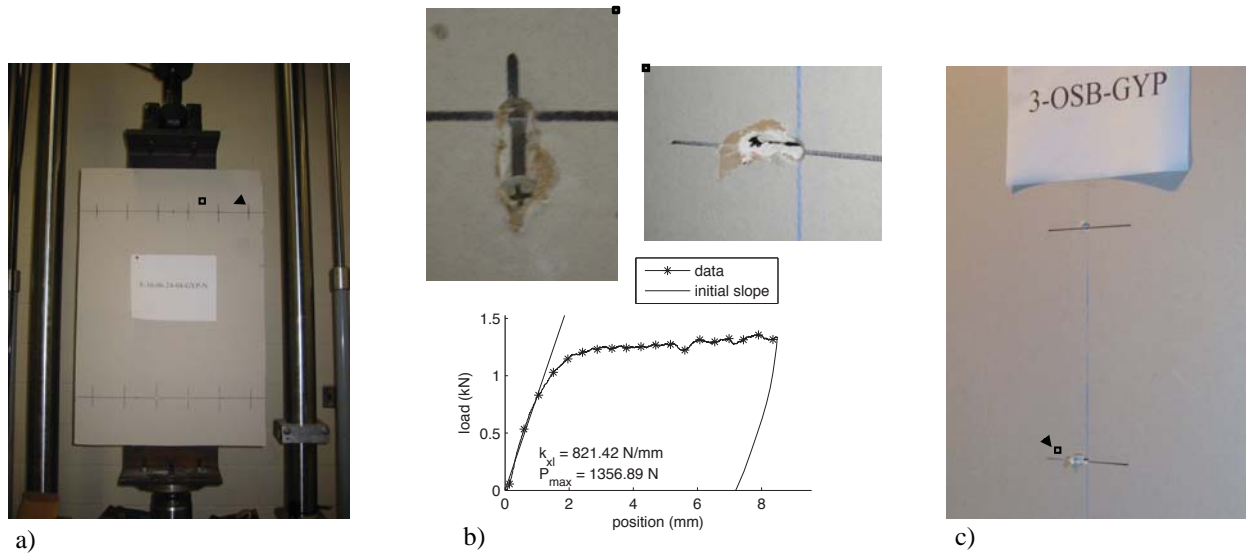 3-OSB-GYP
data
initial slope
1.5
1
0.5
0
load (kN)
k_xl = 821.42 N/mm
P_max = 1356.89 N
0 2 4 6 8
position (mm)
a)
b)
c)